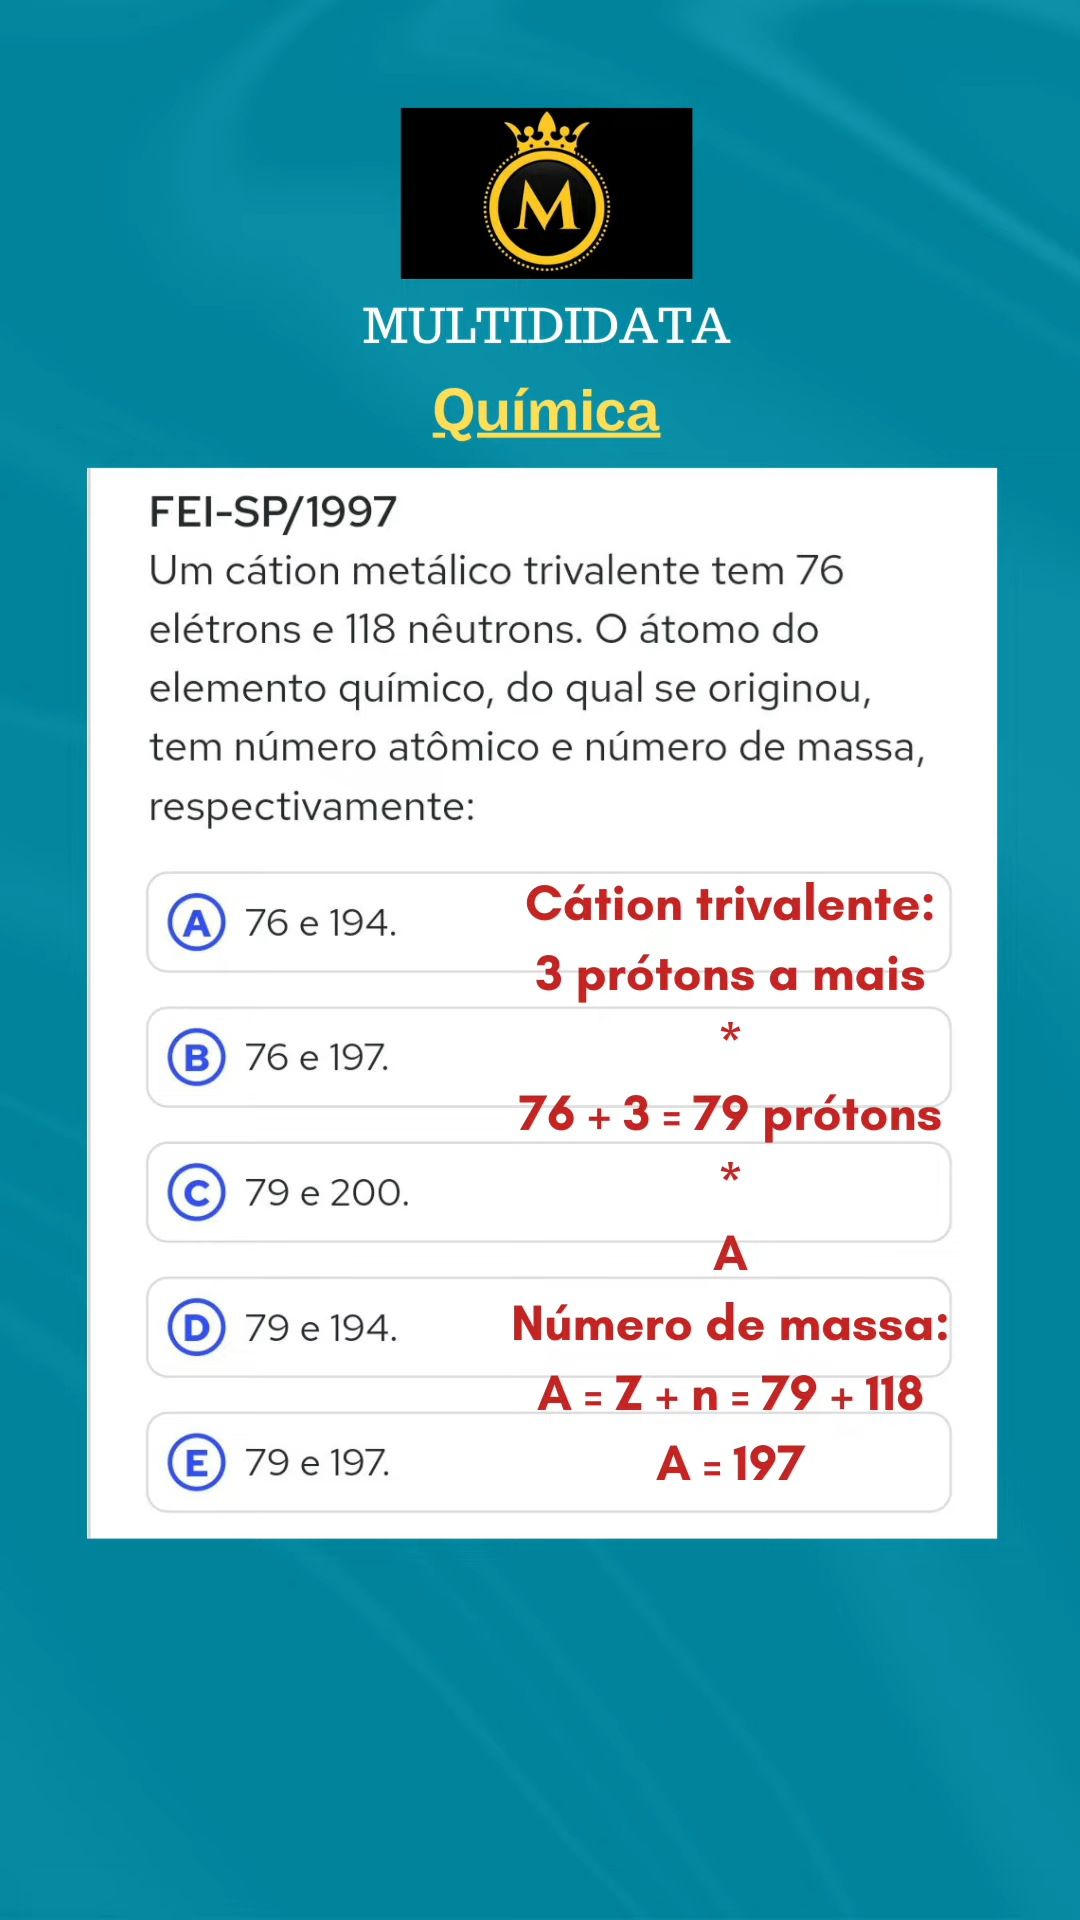 M
MULTIDIDATA
Química
FEI-SP/1997
Um cátion metálico trivalente tem 76
elétrons e 118 nêutrons. O átomo do
elemento químico, do qual se originou,
tem número atômico e número de massa,
respectivamente:
A 76 e 194.
B 76 e 197.
C 79 e 200.
D 79 e 194.
E 79 e 197.
Cátion trivalente:
3 prótons a mais
*
76 + 3 = 79 prótons
*
A
Número de massa:
A = Z + n = 79 + 118
A = 197